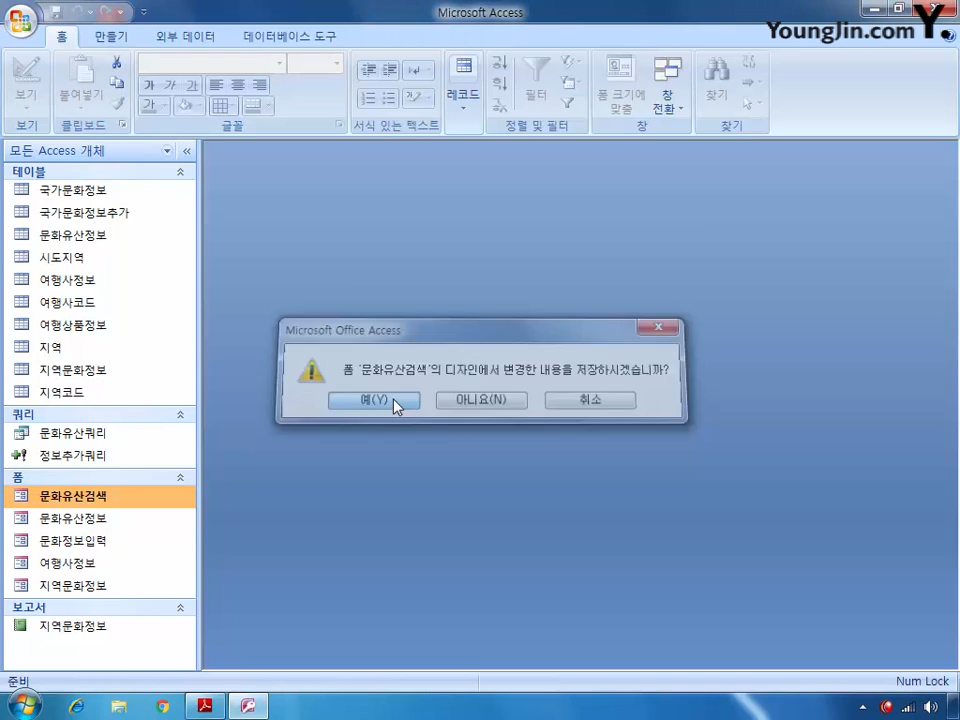 Microsoft Access
YoungJin.com Y.
홈 만들기 외부 데이터 데이터베이스 도구
보기 붙여넣기 가 가 가 가 레코드 필터 폼 크기에 맞춤 창 전환 찾기
보기 클립보드 글꼴 서식 있는 텍스트 정렬 및 필터 창 찾기
모든 Access 개체
테이블
국가문화정보
국가문화정보추가
문화유산정보
시도지역
여행사정보
여행사코드
여행상품정보
지역
지역문화정보
지역코드
쿼리
문화유산쿼리
정보추가쿼리
폼
문화유산검색
문화유산정보
문화정보입력
여행사정보
지역문화정보
보고서
지역문화정보
Microsoft Office Access
폼 '문화유산검색'의 디자인에서 변경한 내용을 저장하시겠습니까?
예(Y) 아니요(N) 취소
준비 Num Lock